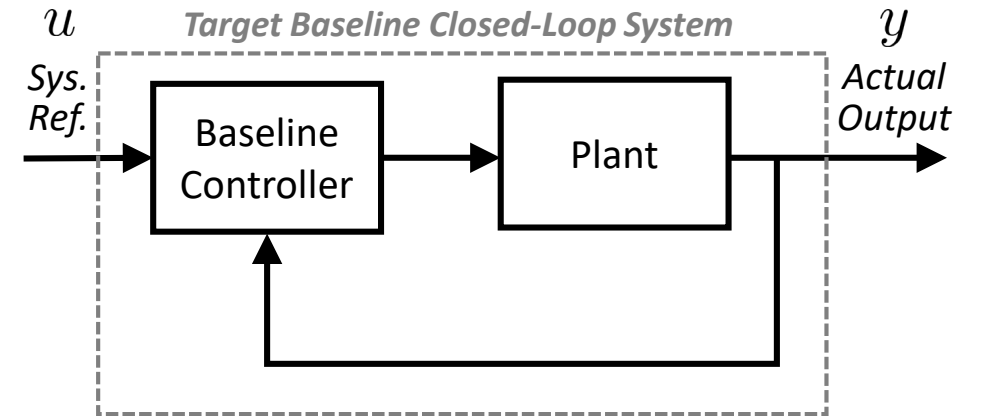 u
Target Baseline Closed-Loop System
y
Sys.
Ref.
Baseline
Controller
Plant
Actual
Output